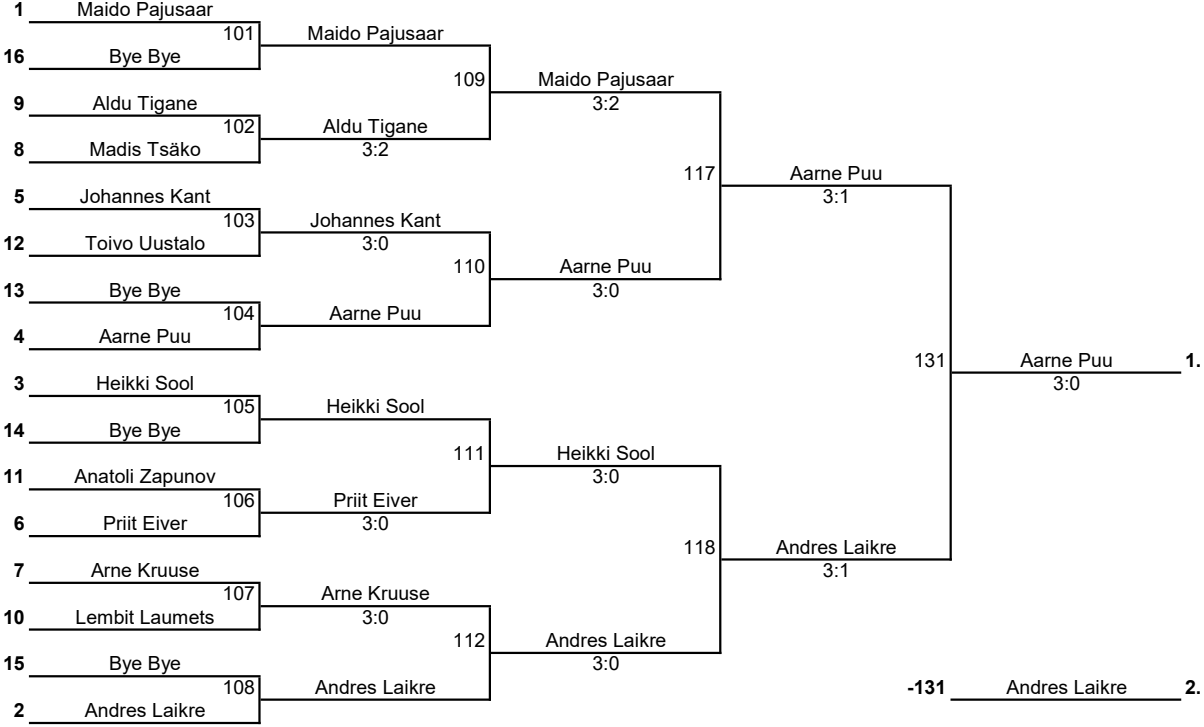 1 Maido Pajusaar
101 Maido Pajusaar
16 Bye Bye
109 Maido Pajusaar
9 Aldu Tigane
3:2
102 Aldu Tigane
8 Madis Tsäko
3:2
117 Aarne Puu
5 Johannes Kant
3:1
103 Johannes Kant
12 Toivo Uustalo
3:0
110 Aarne Puu
13 Bye Bye
3:0
104 Aarne Puu
4 Aarne Puu
131 Aarne Puu 1.
3 Heikki Sool
3:0
105 Heikki Sool
14 Bye Bye
111 Heikki Sool
11 Anatoli Zapunov
3:0
106 Priit Eiver
6 Priit Eiver
3:0
118 Andres Laikre
7 Arne Kruuse
3:1
107 Arne Kruuse
10 Lembit Laumets
3:0
112 Andres Laikre
15 Bye Bye
3:0
108 Andres Laikre
-131 Andres Laikre 2.
2 Andres Laikre